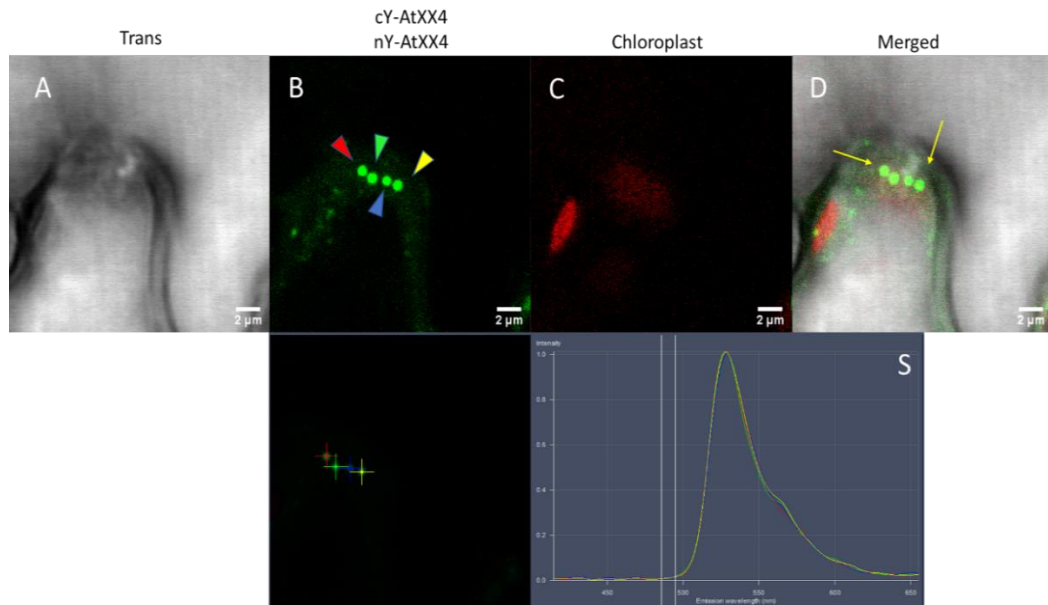 Trans
cY-AtXX4
nY-AtXX4
Chloroplast
Merged
A
B
C
D
2 µm
2 µm
2 µm
2 µm
Intensity
S
1.0
0.8
0.6
0.4
0.2
0.0
450
500
550
600
650
Emission wavelength (nm)